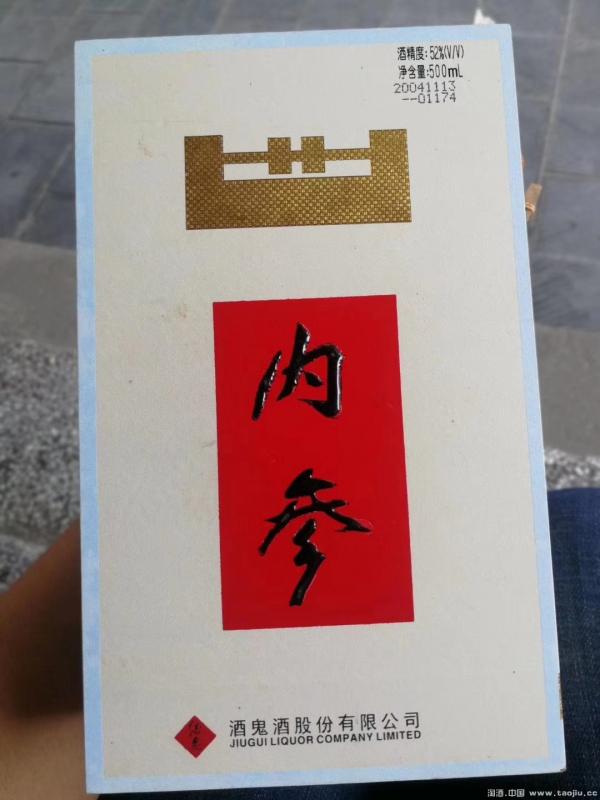 酒精度:52%(V/V)
净含量:500mL
20041113
--01174
内
参
酒鬼酒股份有限公司
JIUGUI LIQUOR COMPANY LIMITED
淘酒.中国 www.taojiu.cc